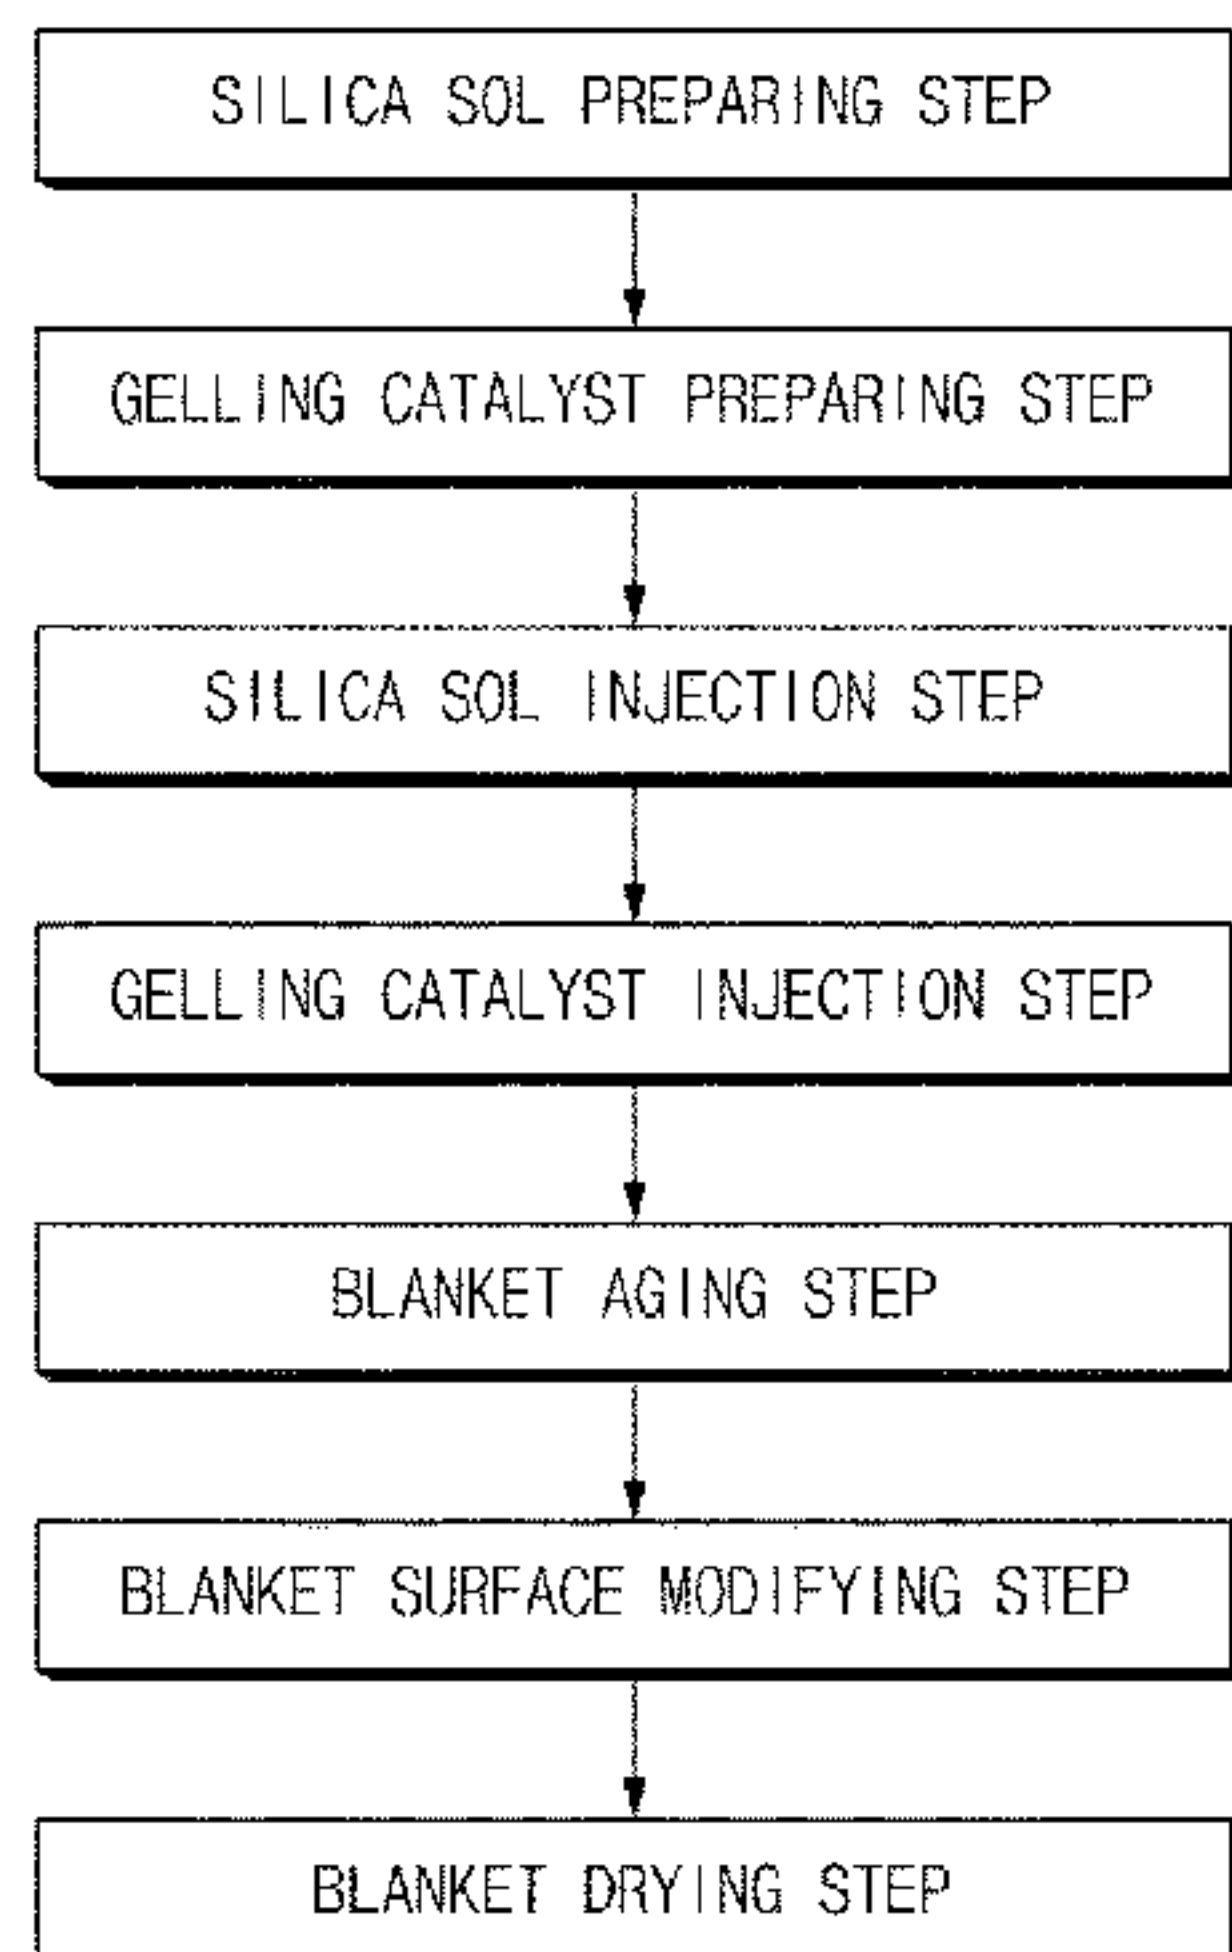 SILICA SOL PREPARING STEP
GELLING CATALYST PREPARING STEP
SILICA SOL INJECTION STEP
GELLING CATALYST INJECTION STEP
BLANKET AGING STEP
BLANKET SURFACE MODIFYING STEP
BLANKET DRYING STEP